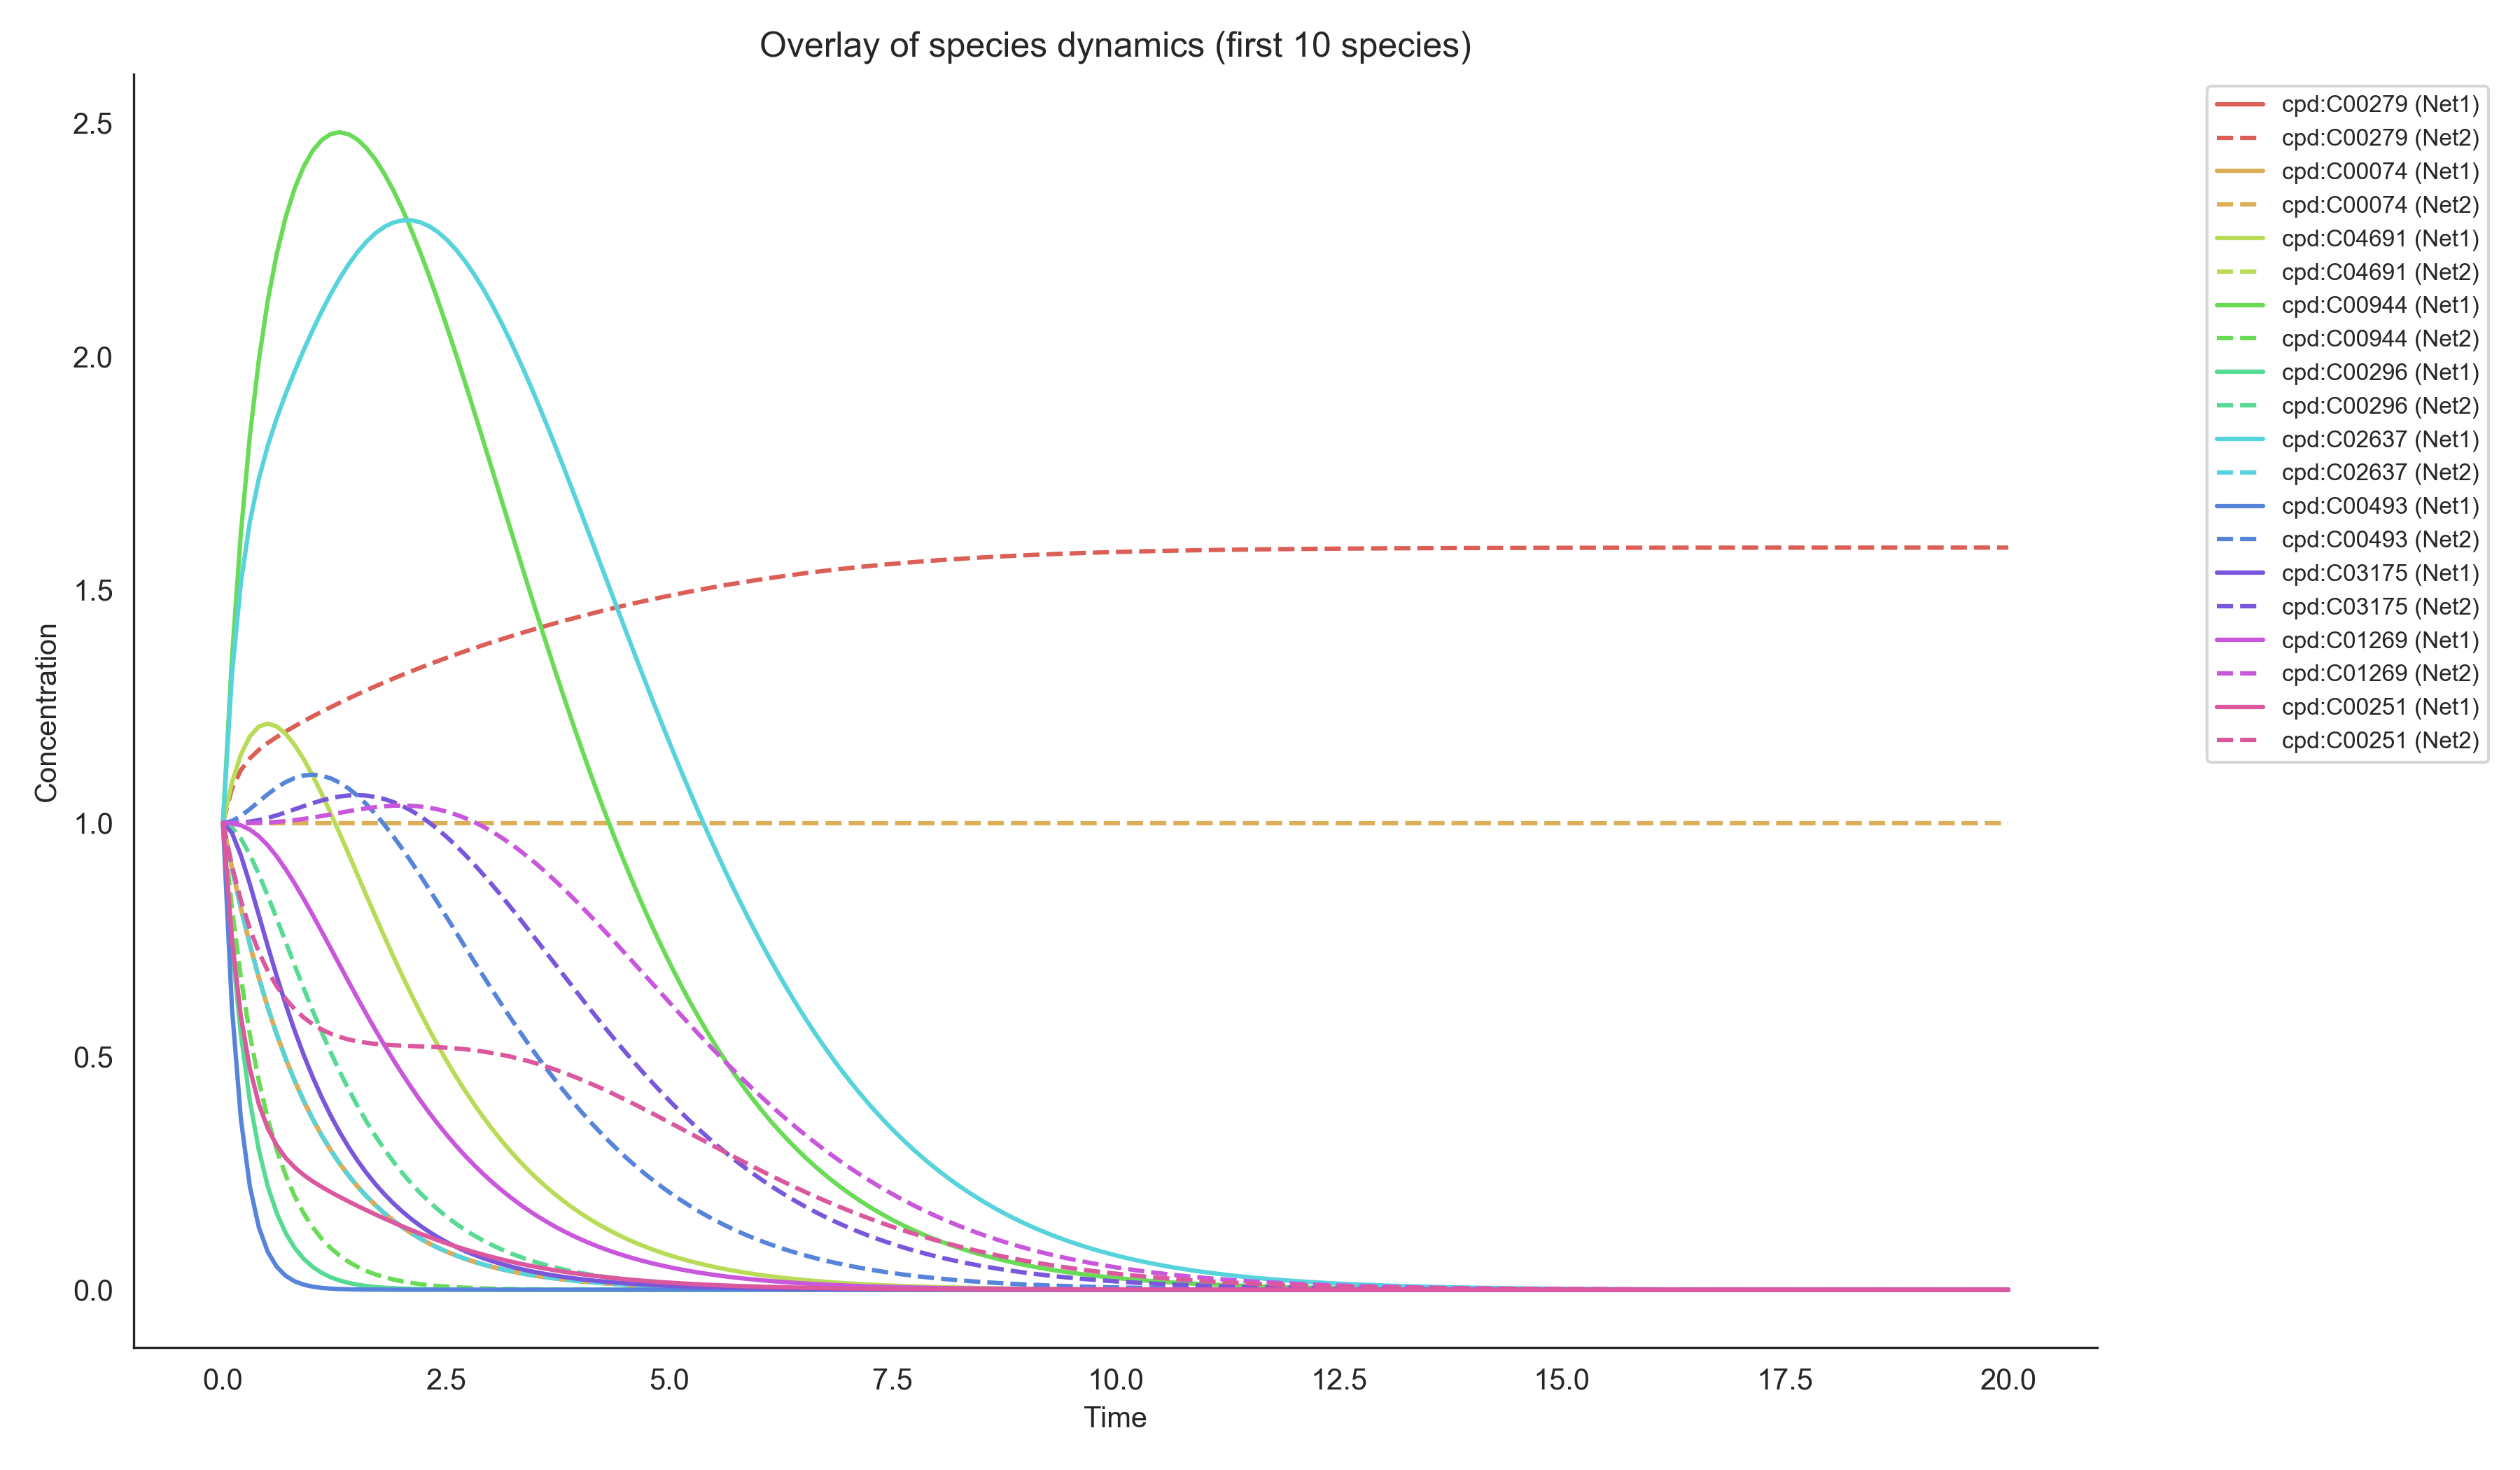 Overlay of species dynamics (first 10 species)
2.5
2.0
1.5
1.0
0.5
0.0
Concentration
0.0 2.5 5.0 7.5 10.0 12.5 15.0 17.5 20.0
Time
cpd:C00279 (Net1)
cpd:C00279 (Net2)
cpd:C00074 (Net1)
cpd:C00074 (Net2)
cpd:C04691 (Net1)
cpd:C04691 (Net2)
cpd:C00944 (Net1)
cpd:C00944 (Net2)
cpd:C00296 (Net1)
cpd:C00296 (Net2)
cpd:C02637 (Net1)
cpd:C02637 (Net2)
cpd:C00493 (Net1)
cpd:C00493 (Net2)
cpd:C03175 (Net1)
cpd:C03175 (Net2)
cpd:C01269 (Net1)
cpd:C01269 (Net2)
cpd:C00251 (Net1)
cpd:C00251 (Net2)